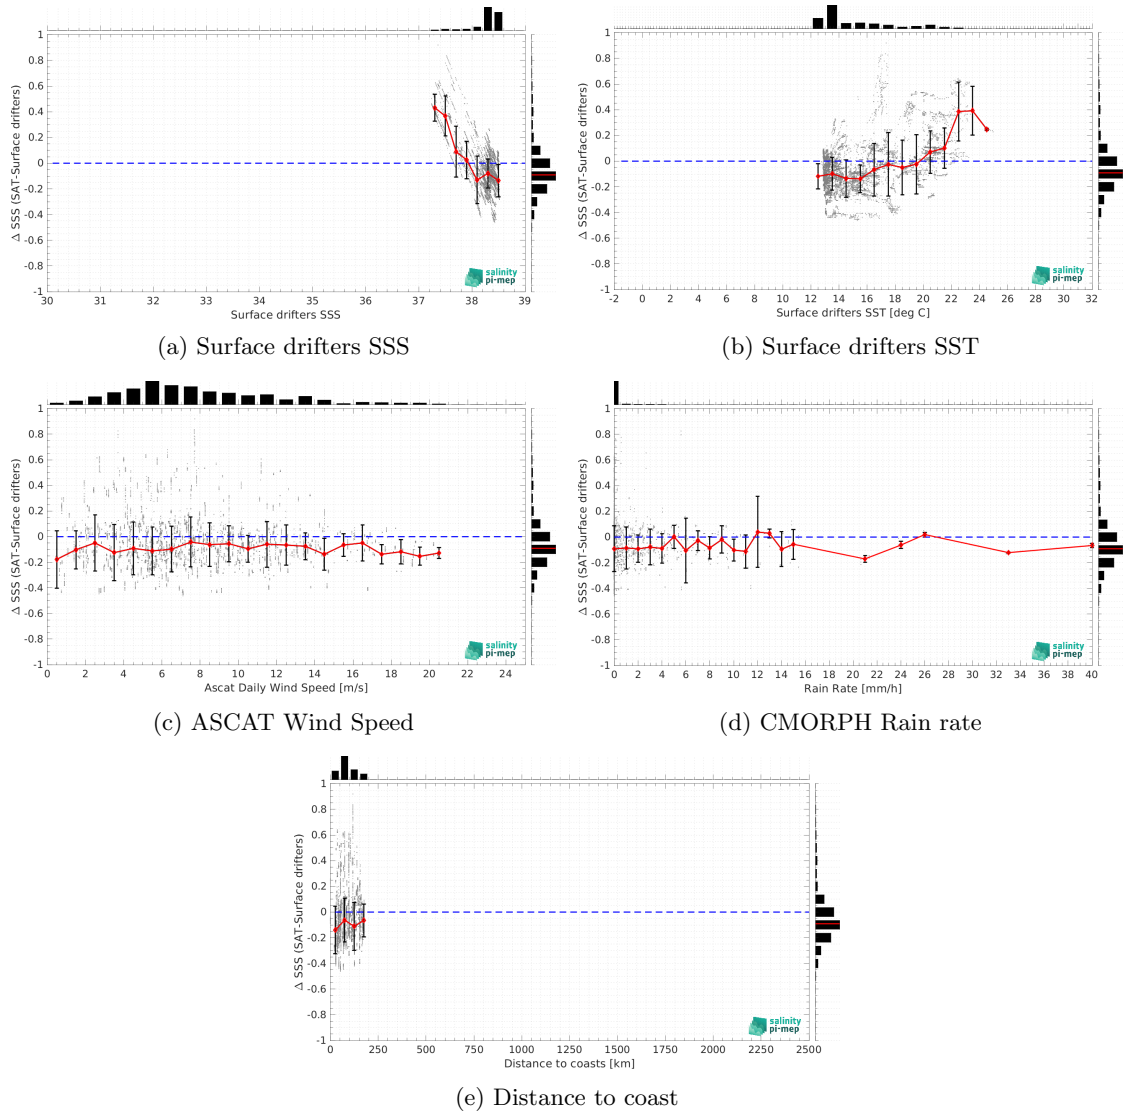 1
0.8
0.6
0.4
0.2
0
-0.2
-0.4
-0.6
-0.8
-1
Δ SSS (SAT-Surface drifters)
salinity
pi-mep
30 31 32 33 34 35 36 37 38 39
Surface drifters SSS
(a) Surface drifters SSS
1
0.8
0.6
0.4
0.2
0
-0.2
-0.4
-0.6
-0.8
-1
Δ SSS (SAT-Surface drifters)
salinity
pi-mep
-2 0 2 4 6 8 10 12 14 16 18 20 22 24 26 28 30 32
Surface drifters SST [deg C]
(b) Surface drifters SST
1
0.8
0.6
0.4
0.2
0
-0.2
-0.4
-0.6
-0.8
-1
Δ SSS (SAT-Surface drifters)
salinity
pi-mep
0 2 4 6 8 10 12 14 16 18 20 22 24
Ascat Daily Wind Speed [m/s]
(c) ASCAT Wind Speed
1
0.8
0.6
0.4
0.2
0
-0.2
-0.4
-0.6
-0.8
-1
Δ SSS (SAT-Surface drifters)
salinity
pi-mep
0 2 4 6 8 10 12 14 16 18 20 22 24 26 28 30 32 34 36 38 40
Rain Rate [mm/h]
(d) CMORPH Rain rate
1
0.8
0.6
0.4
0.2
0
-0.2
-0.4
-0.6
-0.8
-1
Δ SSS (SAT-Surface drifters)
salinity
pi-mep
0 250 500 750 1000 1250 1500 1750 2000 2250 2500
Distance to coasts [km]
(e) Distance to coast